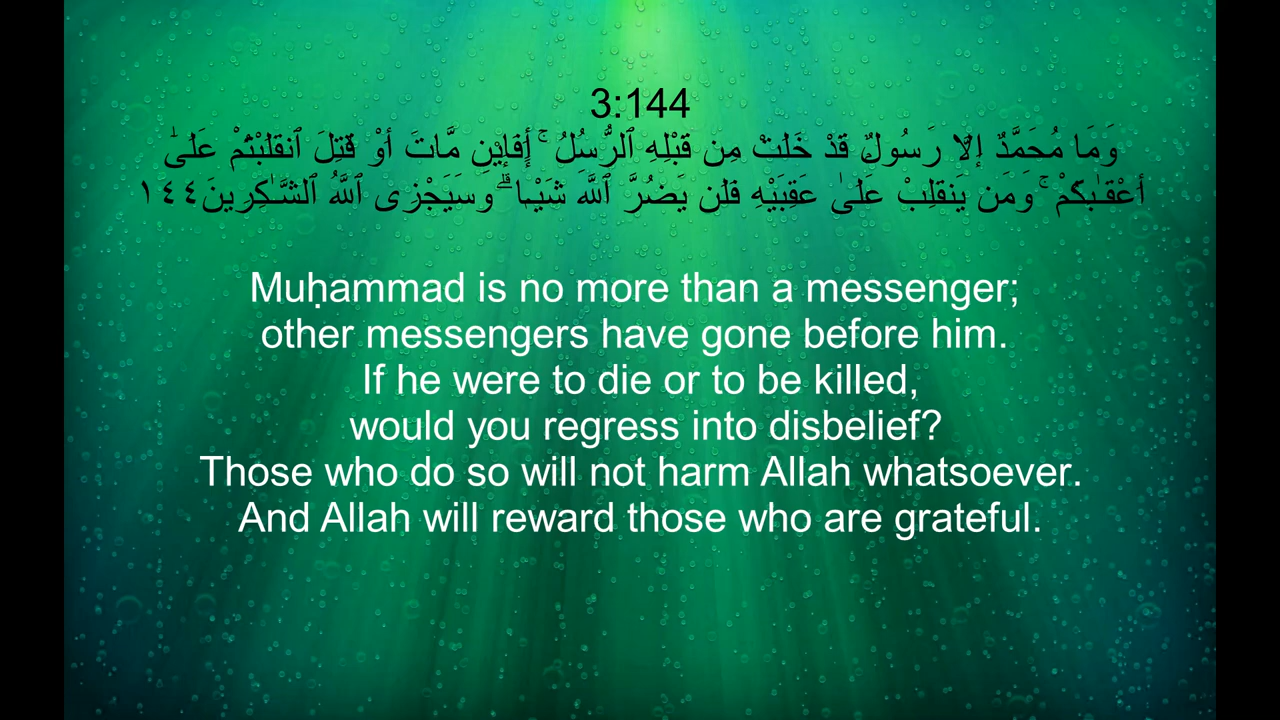 3:144
وَمَا مُحَمَّدٌ إِلَّا رَسُولٌۭ قَدْ خَلَتْ مِن قَبْلِهِ ٱلرُّسُلُ ۚ أَفَإِي۟ن مَّاتَ أَوْ قُتِلَ ٱنقَلَبْتُمْ عَلَىٰٓ
أَعْقَـٰبِكُمْ ۚ وَمَن يَنقَلِبْ عَلَىٰ عَقِبَيْهِ فَلَن يَضُرَّ ٱللَّهَ شَيْـًۭٔا ۗ وَسَيَجْزِى ٱللَّهُ ٱلشَّـٰكِرِينَ ١٤٤
Muḥammad is no more than a messenger;
other messengers have gone before him.
If he were to die or to be killed,
would you regress into disbelief?
Those who do so will not harm Allah whatsoever.
And Allah will reward those who are grateful.